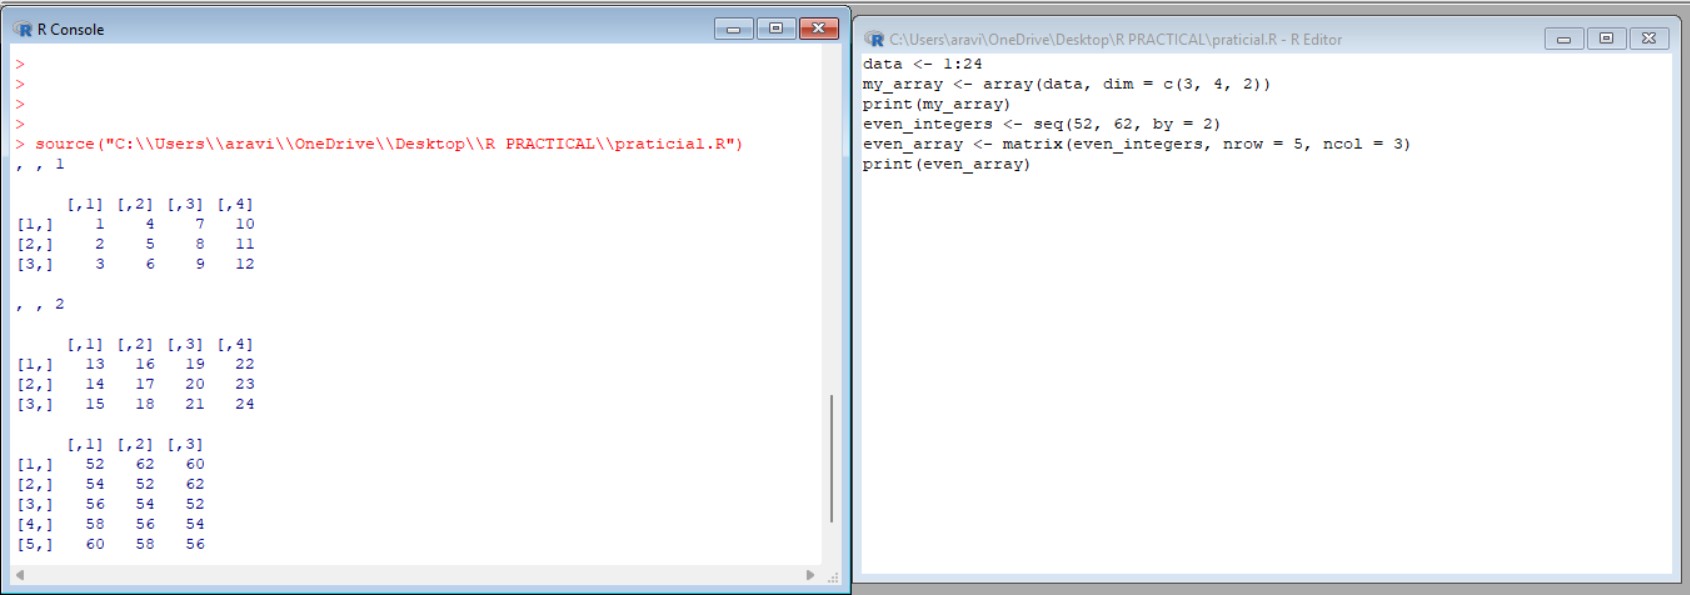 R Console
>
>
>
>
> source("C:\\Users\\aravi\\OneDrive\\Desktop\\R PRACTICAL\\praticial.R")
, , 1
     [,1] [,2] [,3] [,4]
[1,]    1    4    7   10
[2,]    2    5    8   11
[3,]    3    6    9   12
, , 2
     [,1] [,2] [,3] [,4]
[1,]   13   16   19   22
[2,]   14   17   20   23
[3,]   15   18   21   24
     [,1] [,2] [,3]
[1,]   52   62   60
[2,]   54   52   62
[3,]   56   54   52
[4,]   58   56   54
[5,]   60   58   56
C:\Users\aravi\OneDrive\Desktop\R PRACTICAL\praticial.R - R Editor
data <- 1:24
my_array <- array(data, dim = c(3, 4, 2))
print(my_array)
even_integers <- seq(52, 62, by = 2)
even_array <- matrix(even_integers, nrow = 5, ncol = 3)
print(even_array)